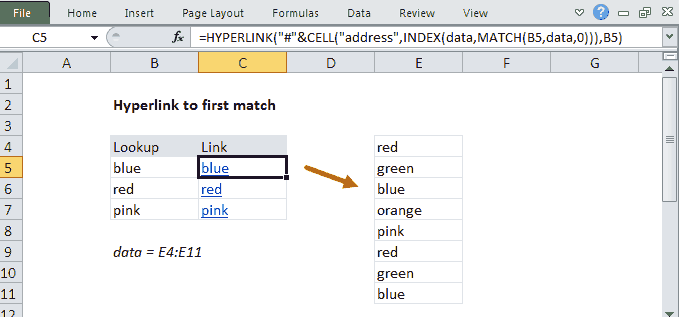 File Home Insert Page Layout Formulas Data Review View
C5 fx =HYPERLINK("#"&CELL("address",INDEX(data,MATCH(B5,data,0))),B5)
A B C D E F G
1
2 Hyperlink to first match
3
4 Lookup Link red
5 blue blue green
6 red red blue
7 pink pink orange
8 pink
9 data = E4:E11 red
10 green
11 blue
12